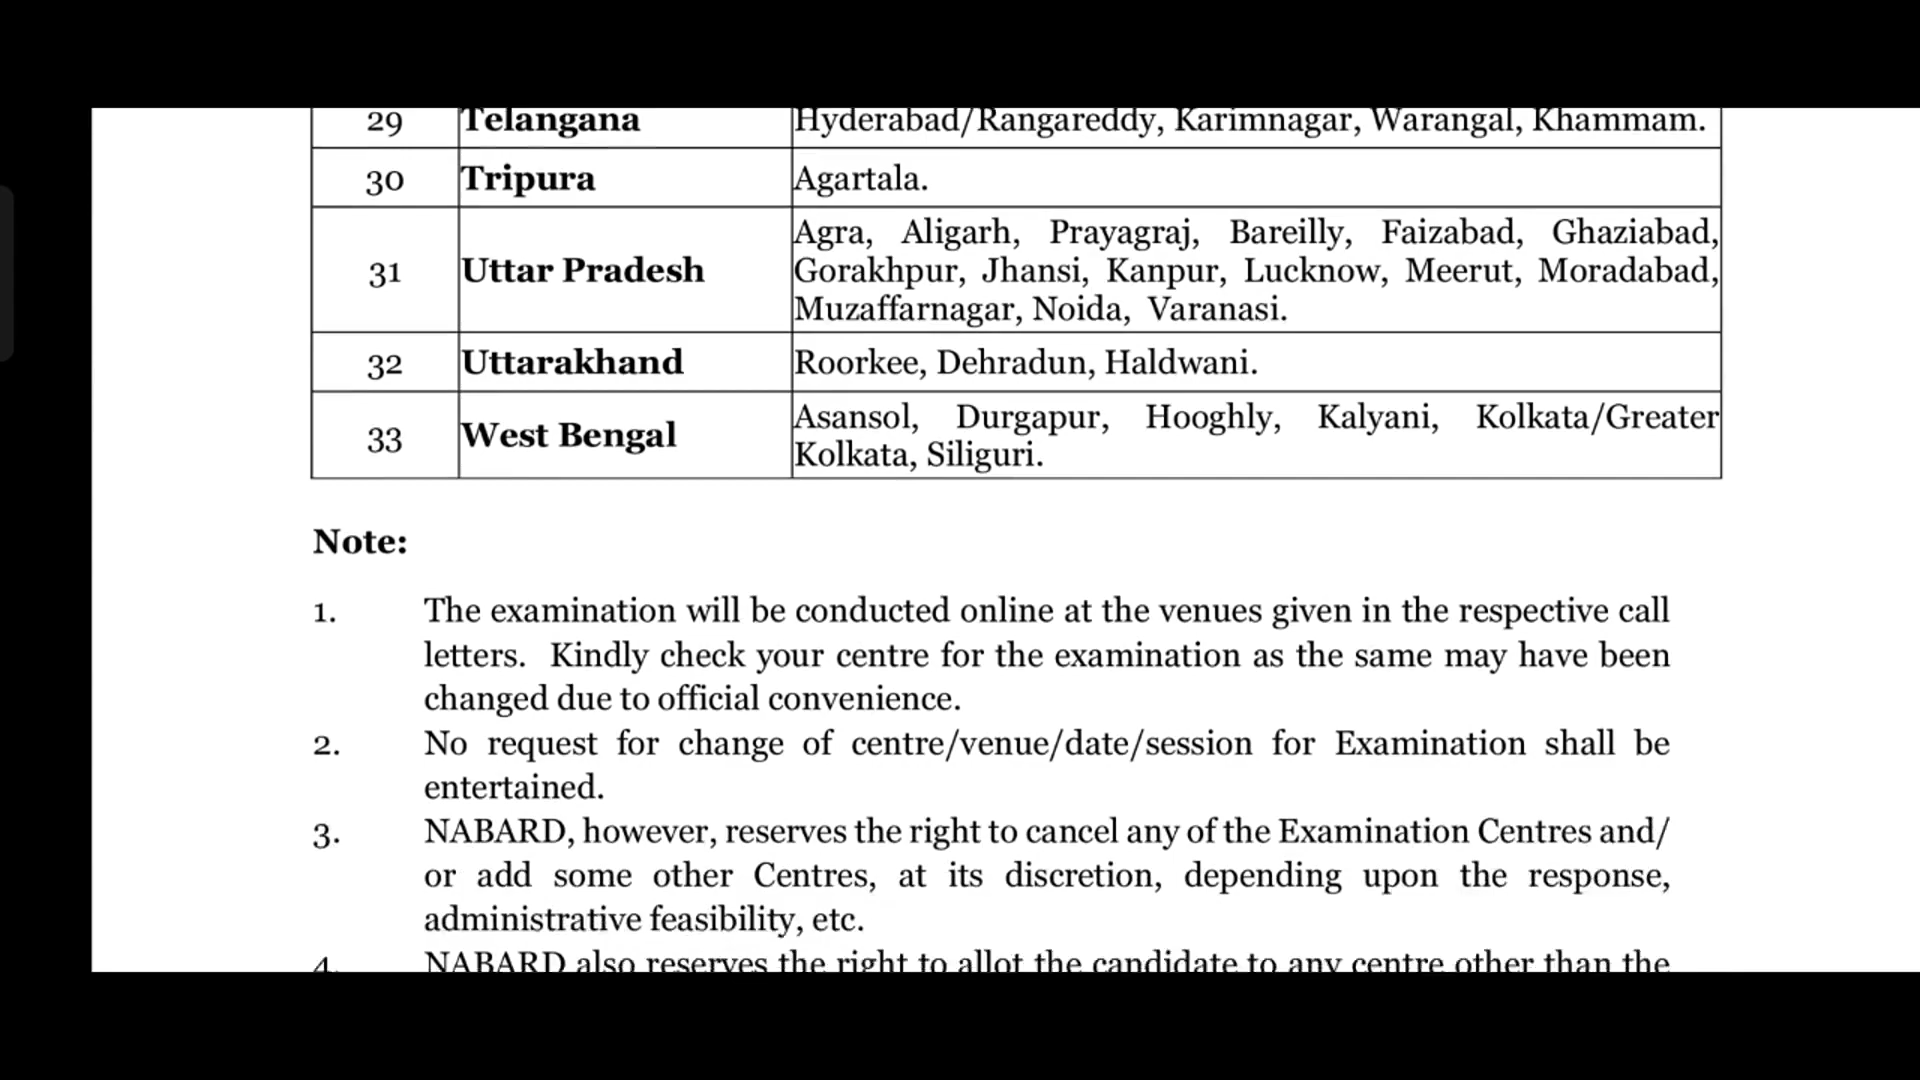 29 Telangana Hyderabad/Rangareddy, Karimnagar, Warangal, Khammam.
30 Tripura Agartala.
Agra, Aligarh, Prayagraj, Bareilly, Faizabad, Ghaziabad,
31 Uttar Pradesh Gorakhpur, Jhansi, Kanpur, Lucknow, Meerut, Moradabad,
Muzaffarnagar, Noida, Varanasi.
32 Uttarakhand Roorkee, Dehradun, Haldwani.
33 West Bengal Asansol, Durgapur, Hooghly, Kalyani, Kolkata/Greater
Kolkata, Siliguri.
Note:
1. The examination will be conducted online at the venues given in the respective call
letters. Kindly check your centre for the examination as the same may have been
changed due to official convenience.
2. No request for change of centre/venue/date/session for Examination shall be
entertained.
3. NABARD, however, reserves the right to cancel any of the Examination Centres and/
or add some other Centres, at its discretion, depending upon the response,
administrative feasibility, etc.
4. NABARD also reserves the right to allot the candidate to any centre other than the